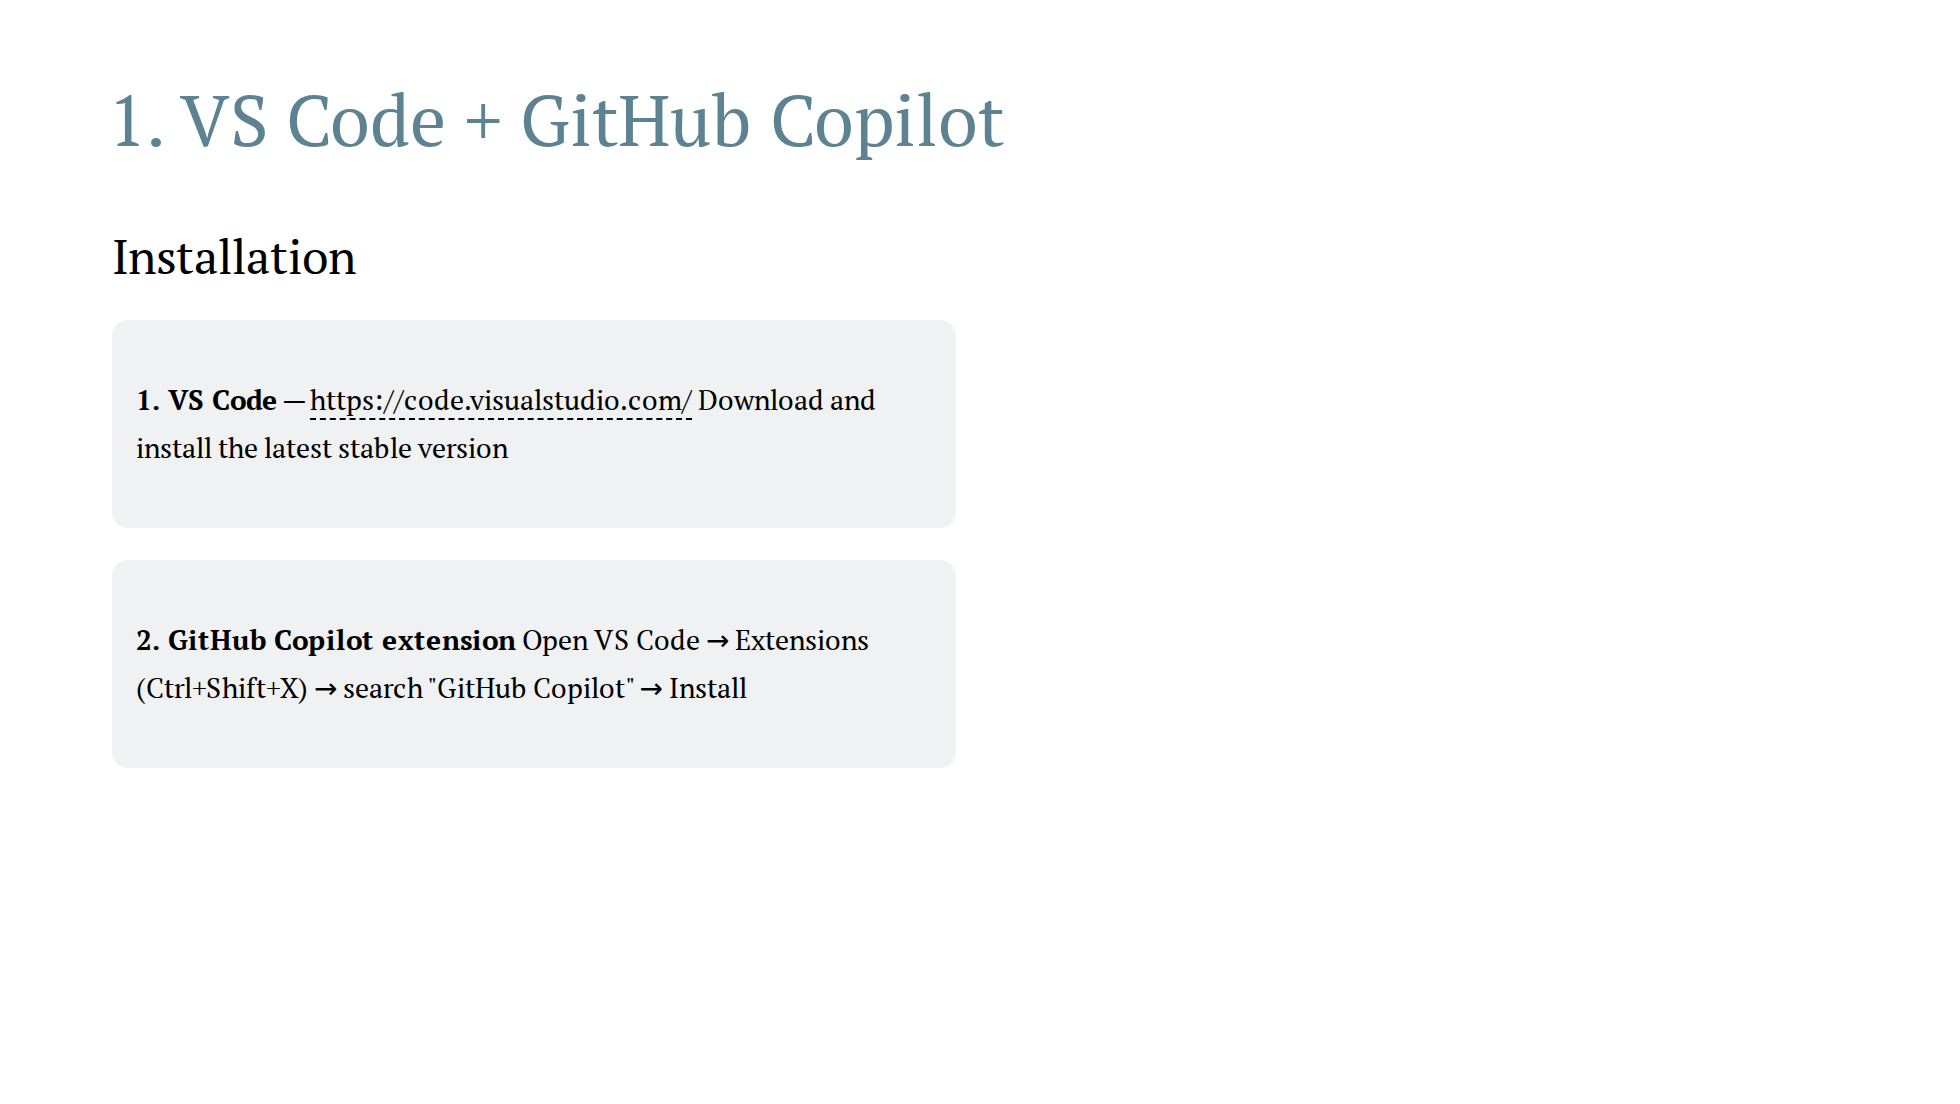 1. VS Code + GitHub Copilot
Installation
1. VS Code — https://code.visualstudio.com/ Download and
install the latest stable version
2. GitHub Copilot extension Open VS Code → Extensions
(Ctrl+Shift+X) → search "GitHub Copilot" → Install